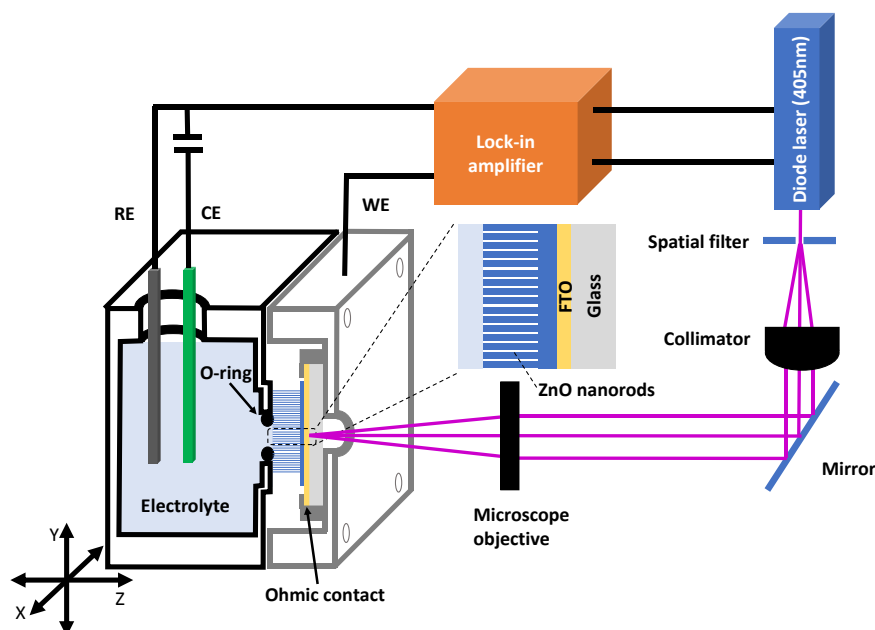 Diode laser (405nm)
Lock-in
amplifier
RE
CE
WE
Spatial filter
FTO
Glass
Collimator
O-ring
ZnO nanorods
Mirror
Electrolyte
Microscope
objective
Y
X
Z
Ohmic contact